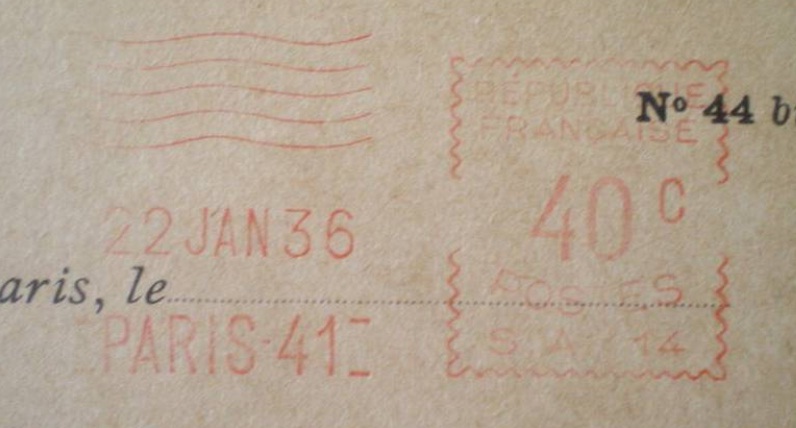 RÉPUBLIQUE
Nº 44
FRANÇAISE
40 C
22 JAN 36
aris, le
POSTES
PARIS-41
S A 14